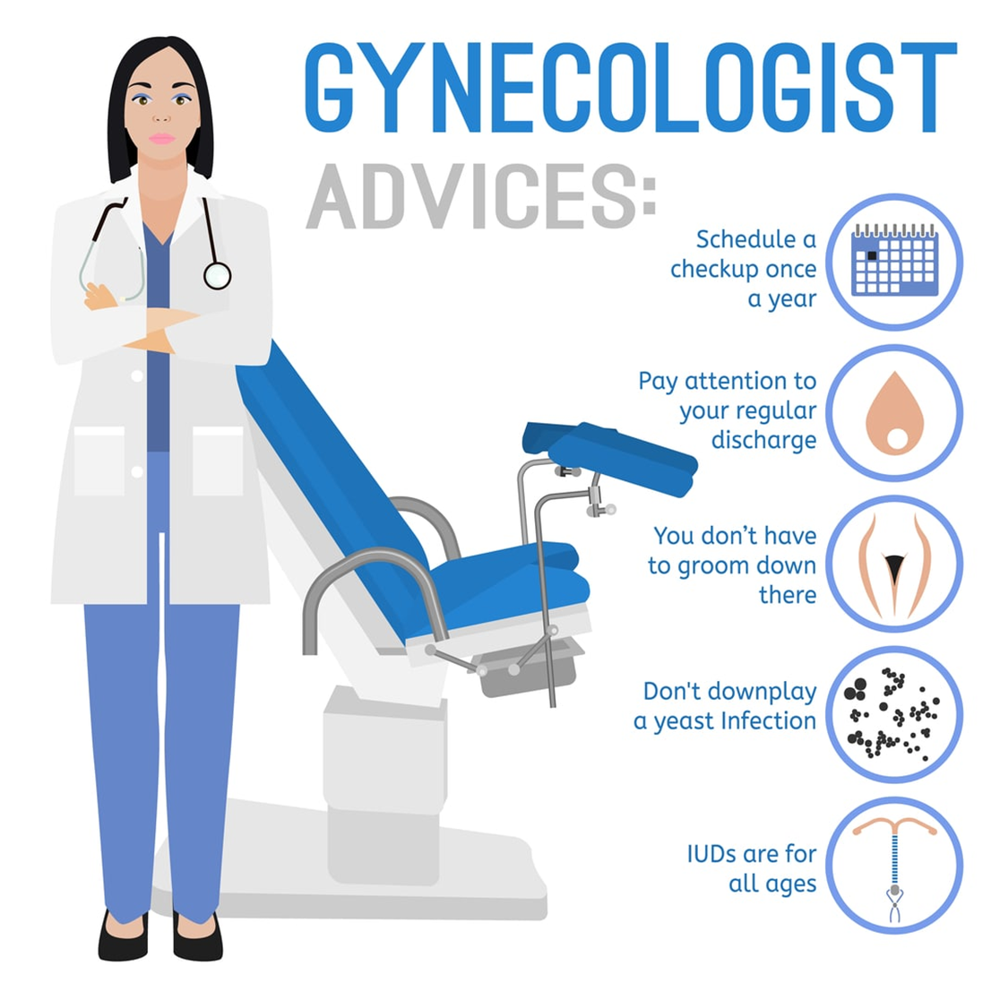 GYNECOLOGIST
ADVICES:
Schedule a
checkup once
a year
Pay attention to
your regular
discharge
You don’t have
to groom down
there
Don't downplay
a yeast Infection
IUDs are for
all ages